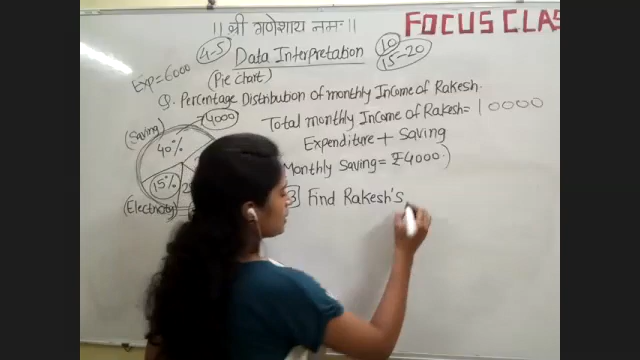 || श्री गणेशाय नमः ||
FOCUS CLAS
4-5
Data Interpretation
10
15-20
Exp=6000
(Pie chart)
Q. Percentage Distribution of monthly Income of Rakesh.
4000
Total monthly Income of Rakesh= 10000
(Saving)
Expenditure + Saving
40%
Monthly Saving = ₹4000
15%
3 Find Rakesh's
(Electricity)